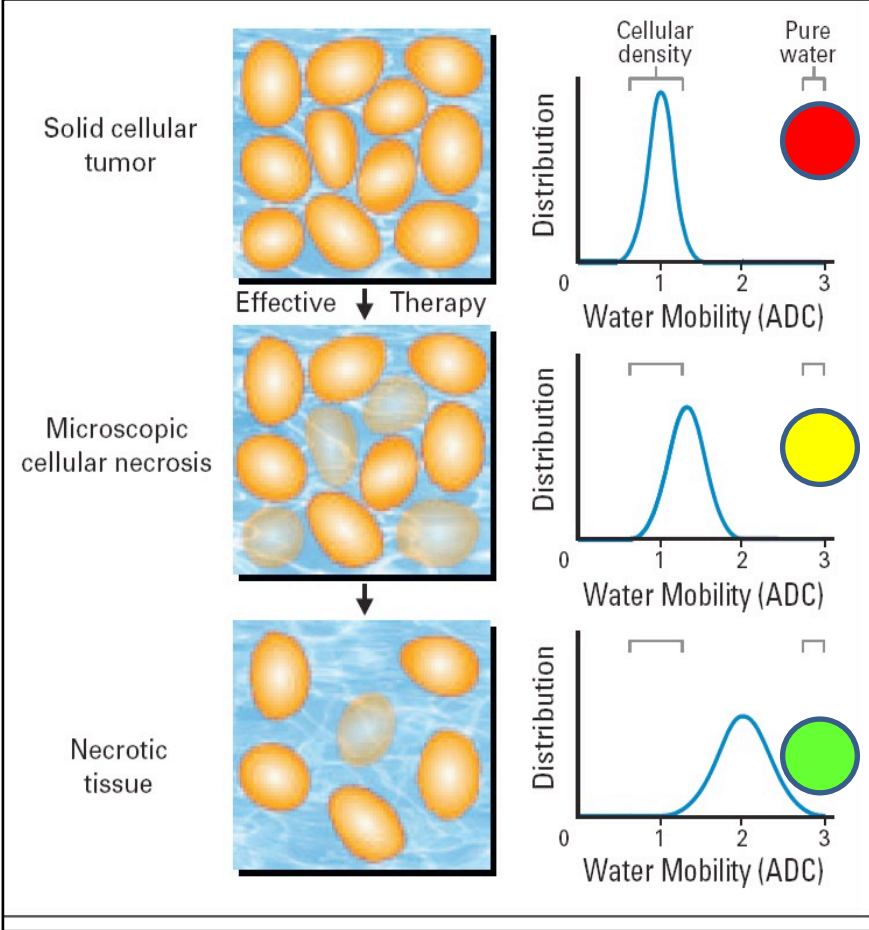 Solid cellular
tumor
Cellular
density
Pure
water
Distribution
0
1
2
3
Water Mobility (ADC)
Effective
Therapy
Microscopic
cellular necrosis
Distribution
0
1
2
3
Water Mobility (ADC)
Necrotic
tissue
Distribution
0
1
2
3
Water Mobility (ADC)